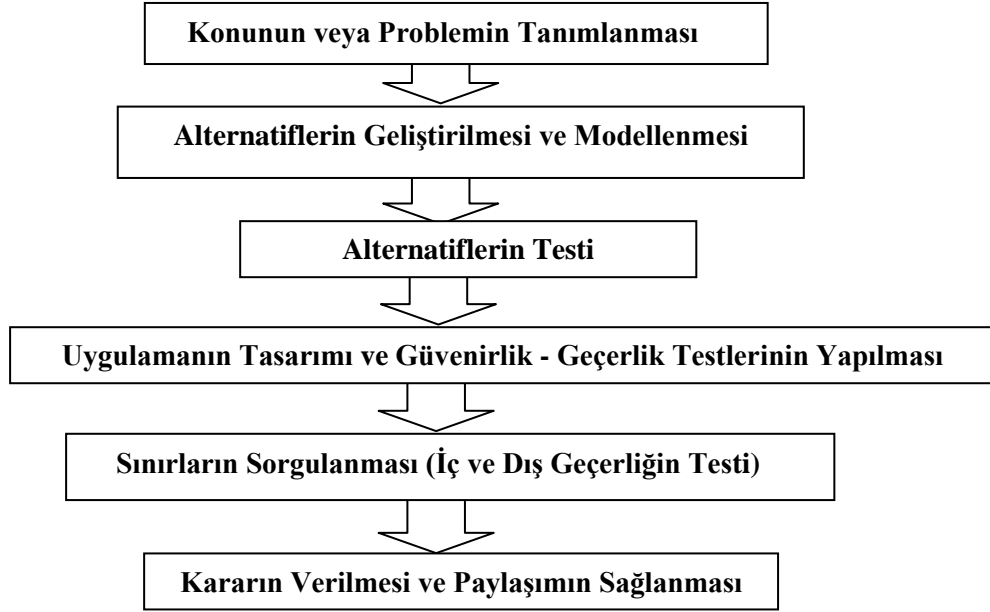 Konunun veya Problemin Tanımlanması
Alternatiflerin Geliştirilmesi ve Modellenmesi
Alternatiflerin Testi
Uygulamanın Tasarımı ve Güvenirlik - Geçerlik Testlerinin Yapılması
Sınırların Sorgulanması (İç ve Dış Geçerliğin Testi)
Kararın Verilmesi ve Paylaşımın Sağlanması